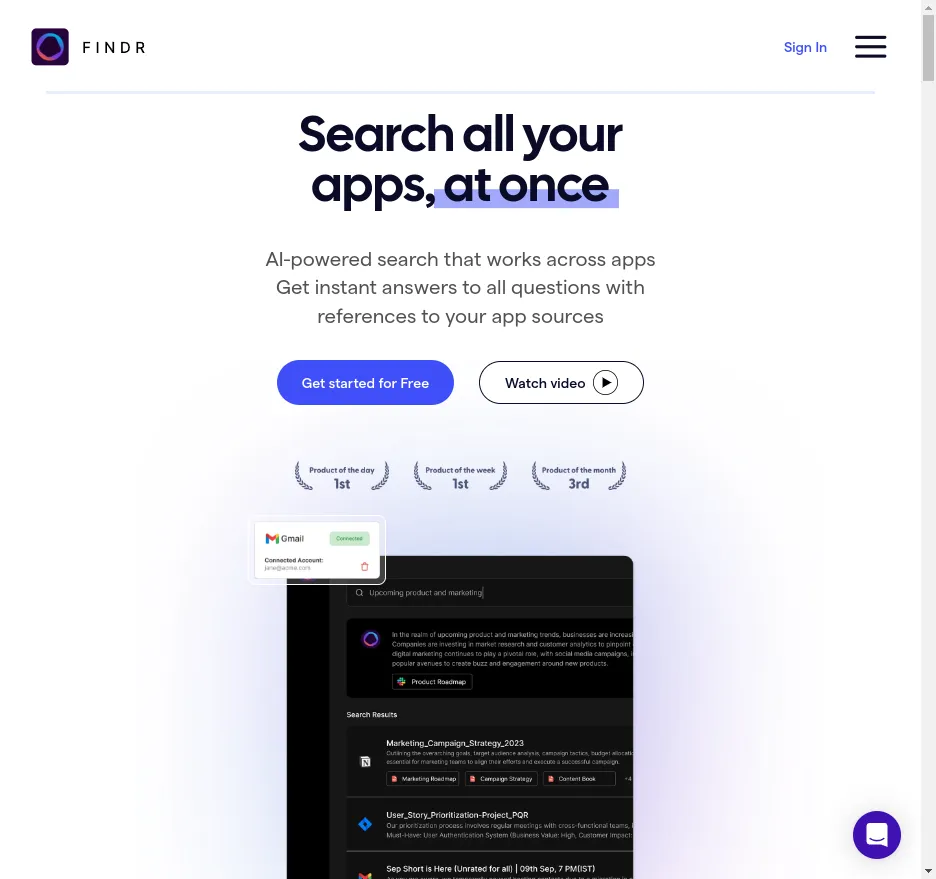 FINDR
Sign In
Search all your
apps, at once
AI-powered search that works across apps
Get instant answers to all questions with
references to your app sources
Get started for Free
Watch video
Product of the day
1st
Product of the week
1st
Product of the month
3rd
Gmail
Connected
Connected Account:
jane@acme.com
Upcoming product and marketing
In the realm of upcoming product and marketing trends, businesses are increas
Companies are investing in market research and customer analytics to pinpoint
digital marketing continues to play a pivotal role, with social media campaigns,
popular avenues to create buzz and engagement around new products.
Product Roadmap
Search Results
Marketing_Campaign_Strategy_2023
Outlining the overarching goals, target audience analysis, campaign tactics, budget allocatio
essential for marketing teams to align their efforts and execute a successful campaign.
Marketing Roadmap
Campaign Strategy
Content Book
+4
User_Story_Prioritization-Project_PQR
Our prioritization process involves regular meetings with cross-functional teams,
Must-Have: User Authentication System (Business Value: High, Customer Impact:
Sep Short is Here (Unrated for all) | 09th Sep, 7 PM(IST)